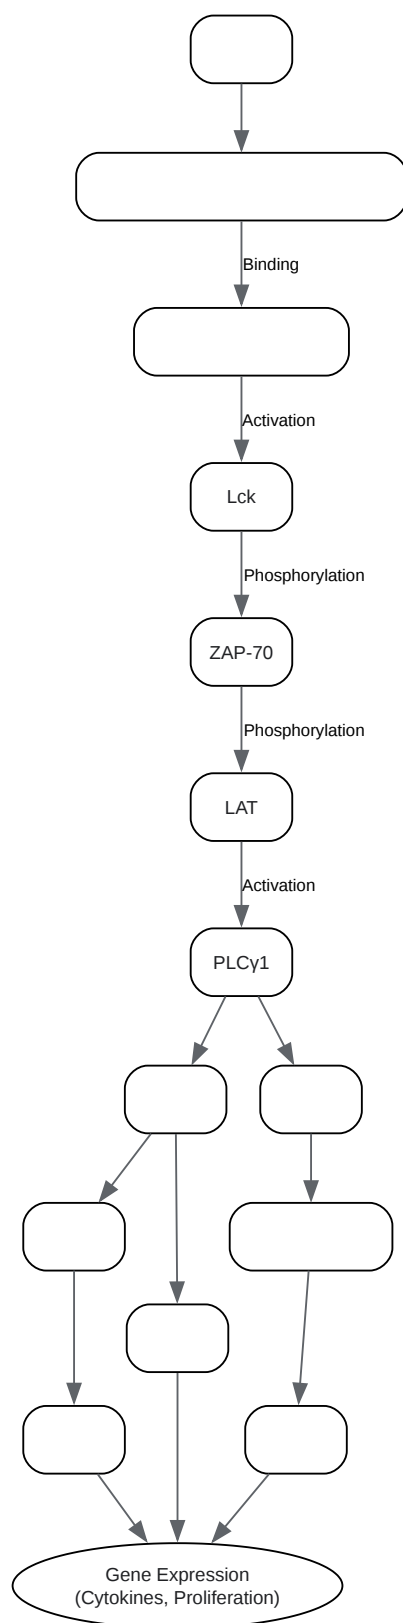 Binding
Activation
Lck
Phosphorylation
ZAP-70
Phosphorylation
LAT
Activation
PLCγ1
Gene Expression
(Cytokines, Proliferation)